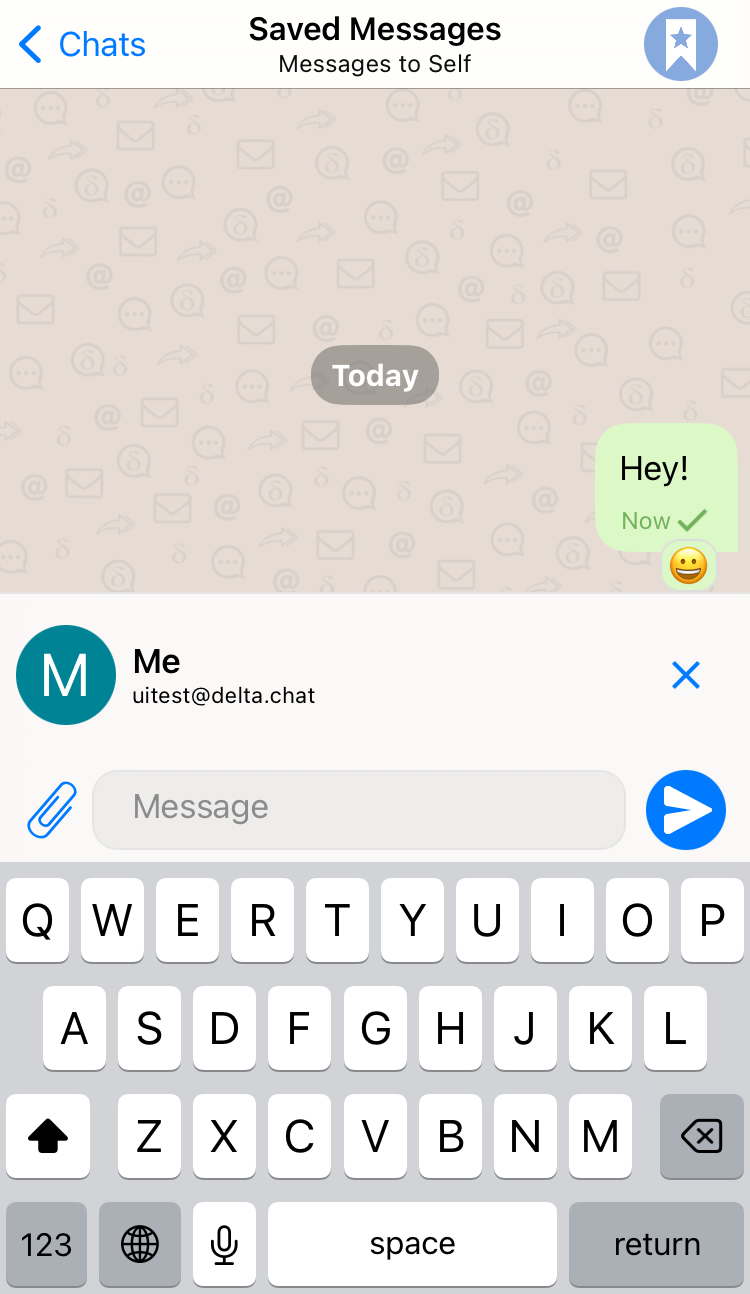 Chats
Saved Messages
Messages to Self
Today
Hey!
Now
M
Me
uitest@delta.chat
Message
Q W E R T Y U I O P
A S D F G H J K L
Z X C V B N M
123 space return